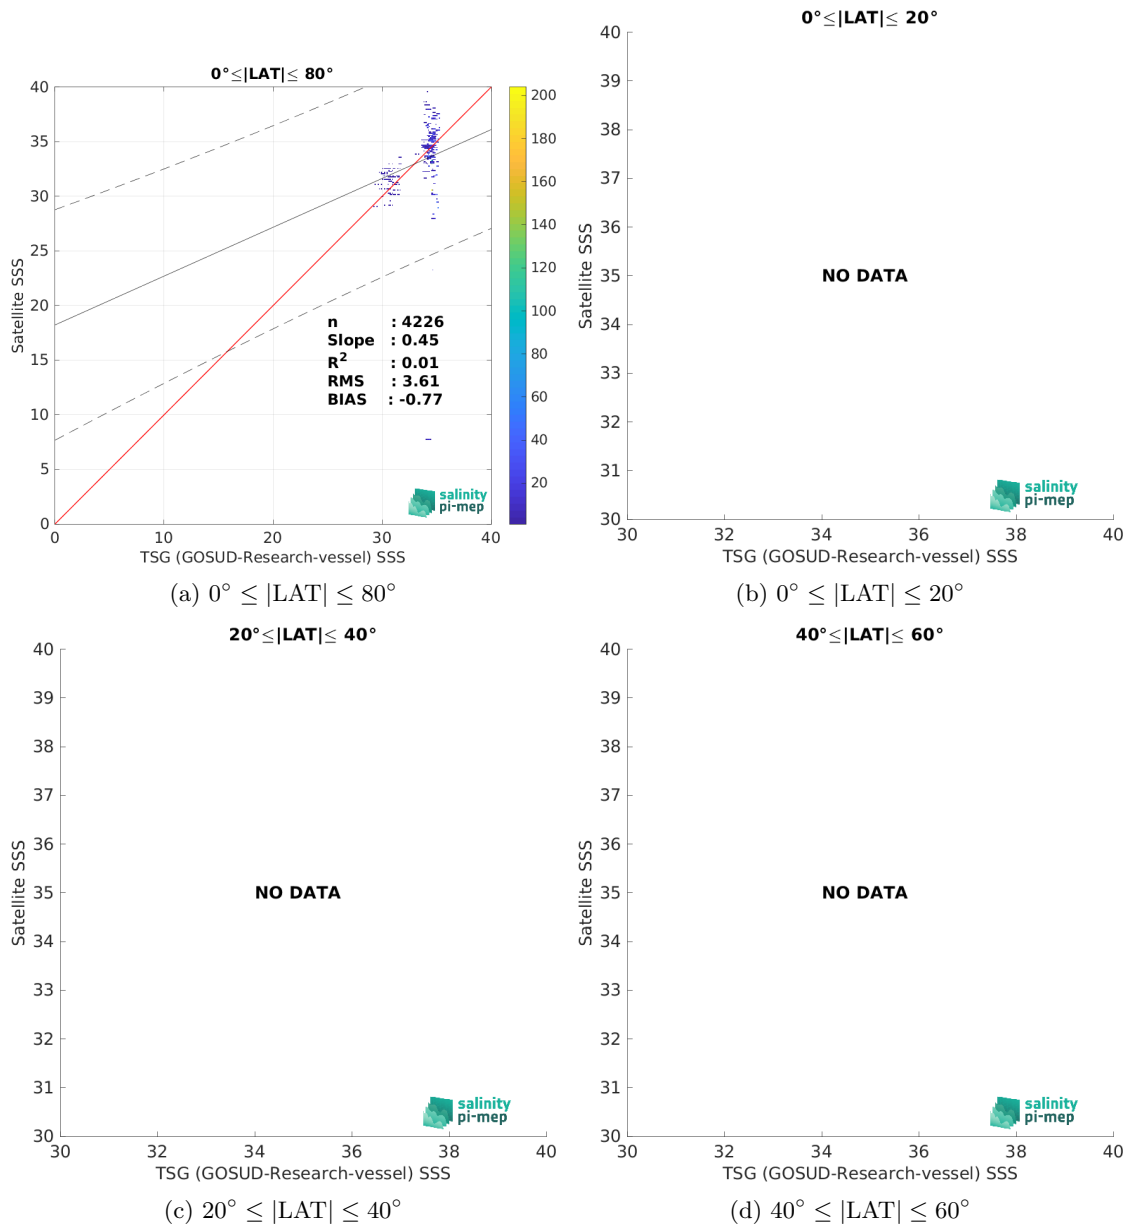 0°≤|LAT|≤ 80°
40
35
30
25
20
15
10
5
0
Satellite SSS
n : 4226
Slope : 0.45
R² : 0.01
RMS : 3.61
BIAS : -0.77
salinity
pi-mep
0 10 20 30 40
TSG (GOSUD-Research-vessel) SSS
200
180
160
140
120
100
80
60
40
20
(a) 0° ≤ |LAT| ≤ 80°
0°≤|LAT|≤ 20°
40
39
38
37
36
35
34
33
32
31
30
Satellite SSS
NO DATA
salinity
pi-mep
30 32 34 36 38 40
TSG (GOSUD-Research-vessel) SSS
(b) 0° ≤ |LAT| ≤ 20°
20°≤|LAT|≤ 40°
40
39
38
37
36
35
34
33
32
31
30
Satellite SSS
NO DATA
salinity
pi-mep
30 32 34 36 38 40
TSG (GOSUD-Research-vessel) SSS
(c) 20° ≤ |LAT| ≤ 40°
40°≤|LAT|≤ 60°
40
39
38
37
36
35
34
33
32
31
30
Satellite SSS
NO DATA
salinity
pi-mep
30 32 34 36 38 40
TSG (GOSUD-Research-vessel) SSS
(d) 40° ≤ |LAT| ≤ 60°